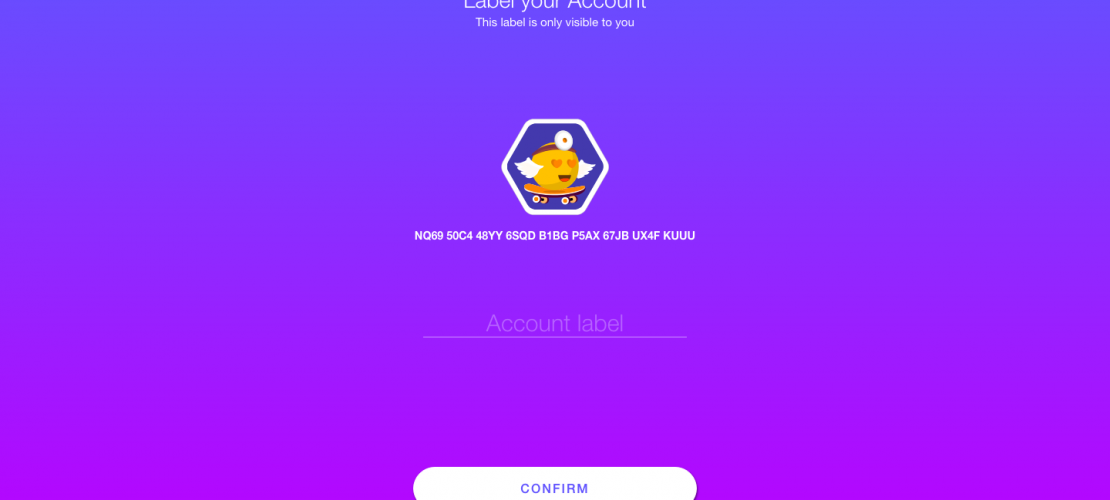 Label your Account
This label is only visible to you
NQ69 50C4 48YY 6SQD B1BG P5AX 67JB UX4F KUUU
Account label
CONFIRM